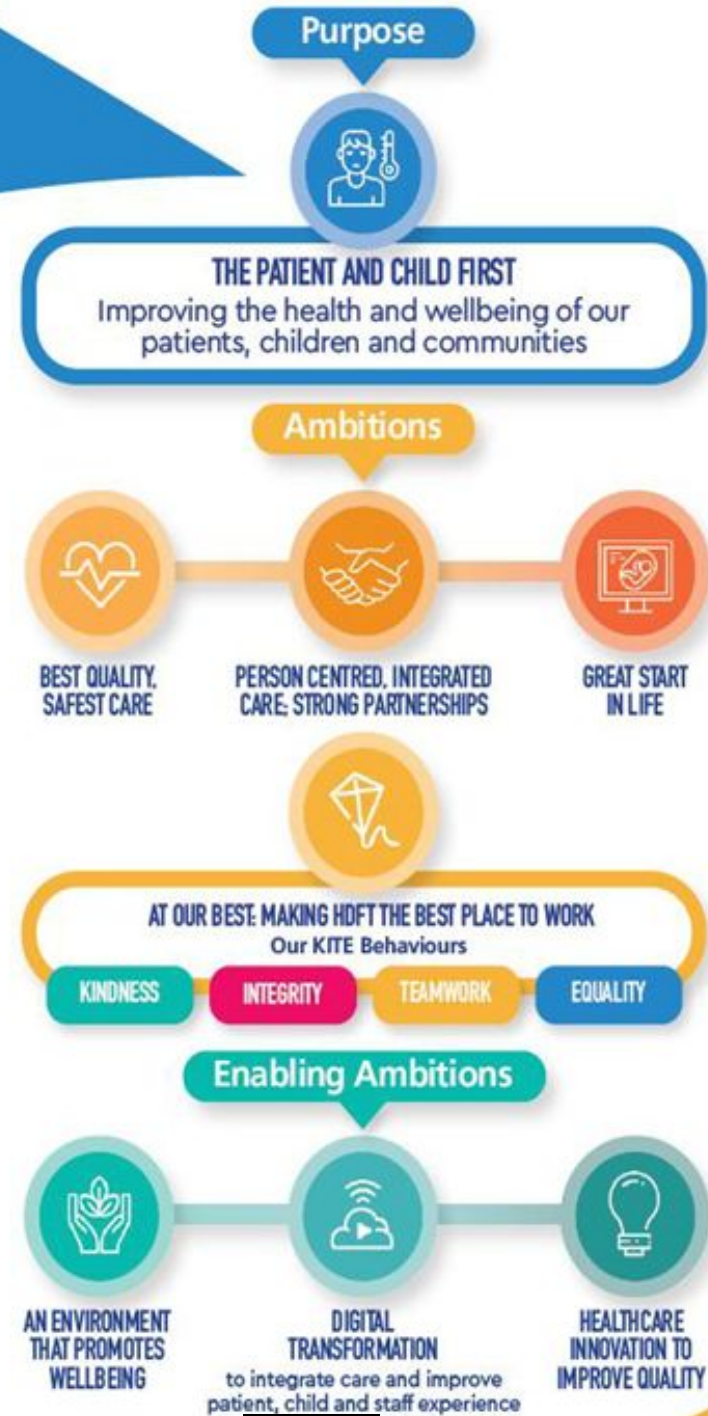 Purpose
THE PATIENT AND CHILD FIRST
Improving the health and wellbeing of our
patients, children and communities
Ambitions
BEST QUALITY,
SAFEST CARE
PERSON CENTRED, INTEGRATED
CARE; STRONG PARTNERSHIPS
GREAT START
IN LIFE
AT OUR BEST: MAKING HDFT THE BEST PLACE TO WORK
Our KITE Behaviours
KINDNESS
INTEGRITY
TEAMWORK
EQUALITY
Enabling Ambitions
AN ENVIRONMENT
THAT PROMOTES
WELLBEING
DIGITAL
TRANSFORMATION
to integrate care and improve
patient, child and staff experience
HEALTHCARE
INNOVATION TO
IMPROVE QUALITY